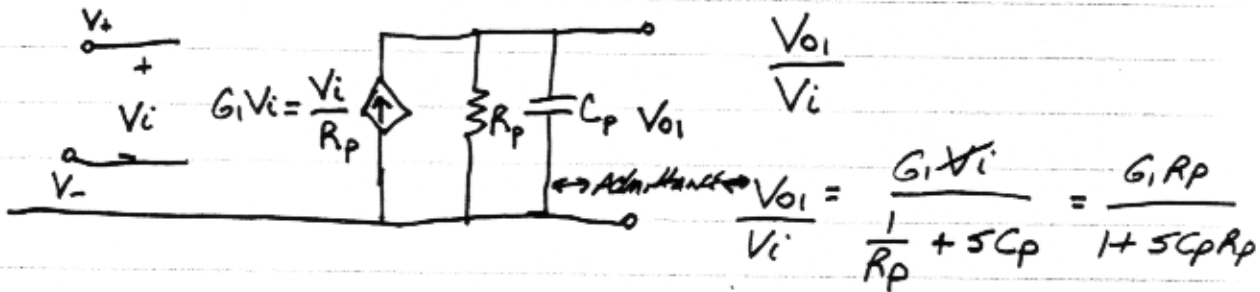 V+
+
Vi
-
V-
G₁Vi = Vi / Rp
Rp
Cp
Vo1
↔ Admittance ↔
Vo1 / Vi
Vo1 / Vi = G₁Vi / (1/Rp + SCp) = G₁Rp / (1 + SCpRp)